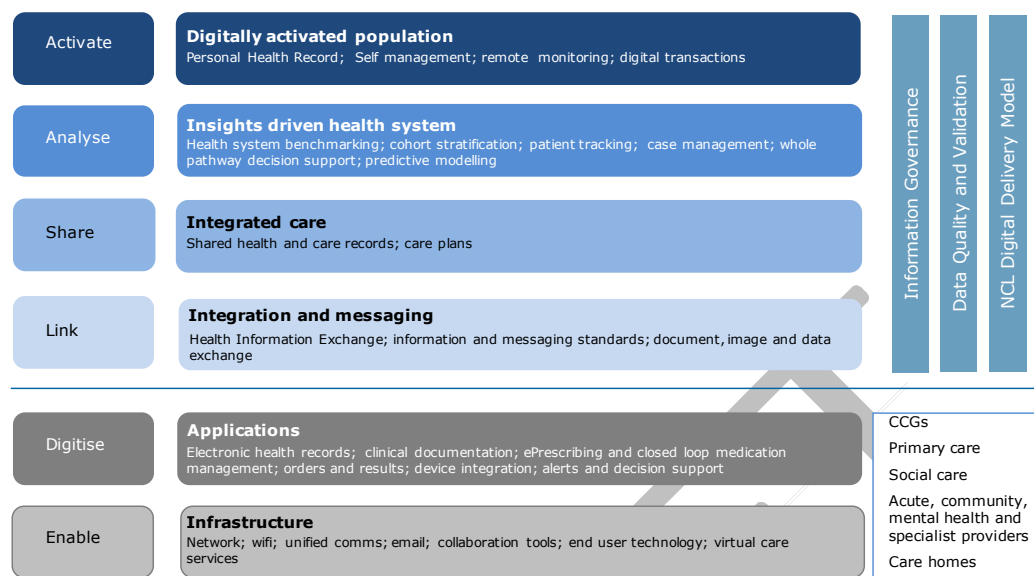 Activate
Digitally activated population
Personal Health Record; Self management; remote monitoring; digital transactions
Analyse
Insights driven health system
Health system benchmarking; cohort stratification; patient tracking; case management; whole
pathway decision support; predictive modelling
Share
Integrated care
Shared health and care records; care plans
Link
Integration and messaging
Health Information Exchange; information and messaging standards; document, image and data
exchange
Information Governance
Data Quality and Validation
NCL Digital Delivery Model
Digitise
Applications
Electronic health records; clinical documentation; ePrescribing and closed loop medication
management; orders and results; device integration; alerts and decision support
Enable
Infrastructure
Network; wifi; unified comms; email; collaboration tools; end user technology; virtual care
services
CCGs
Primary care
Social care
Acute, community,
mental health and
specialist providers
Care homes